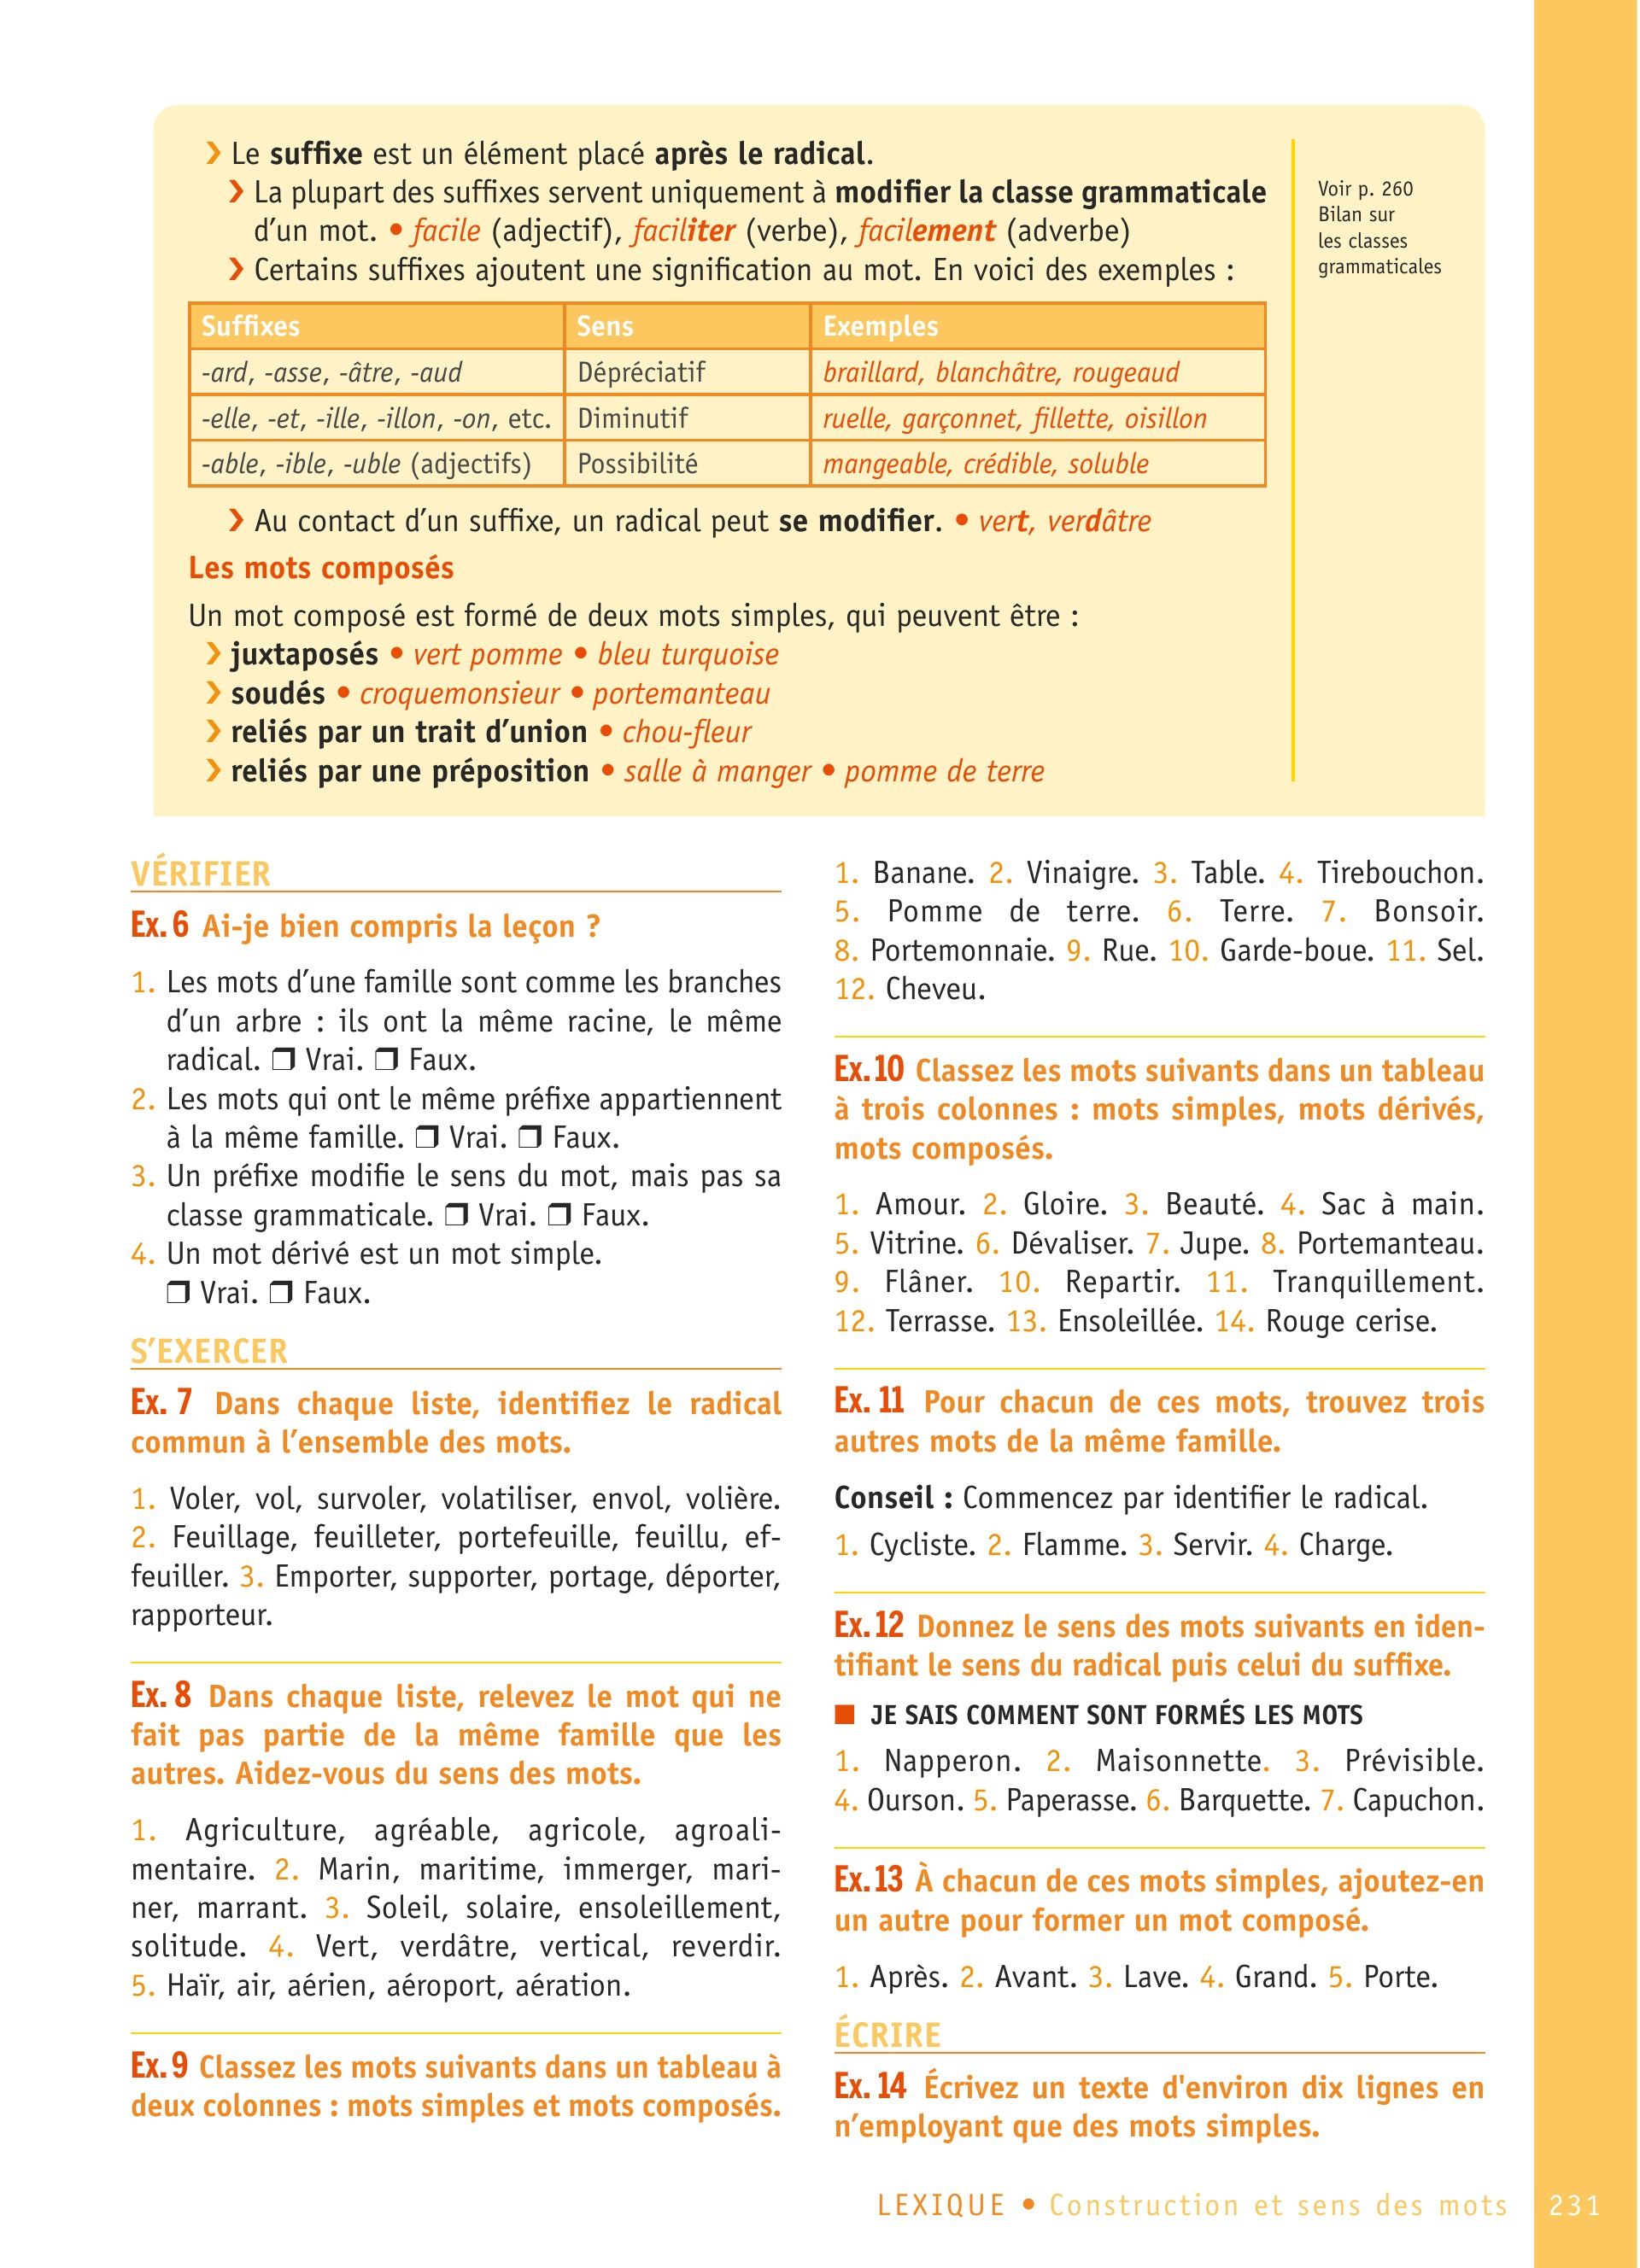 › Le suffixe est un élément placé après le radical.
› La plupart des suffixes servent uniquement à modifier la classe grammaticale
d’un mot. • facile (adjectif), faciliter (verbe), facilement (adverbe)
› Certains suffixes ajoutent une signification au mot. En voici des exemples :
Voir p. 260
Bilan sur
les classes
grammaticales
Suffixes Sens Exemples
-ard, -asse, -âtre, -aud Dépréciatif braillard, blanchâtre, rougeaud
-elle, -et, -ille, -illon, -on, etc. Diminutif ruelle, garçonnet, fillette, oisillon
-able, -ible, -uble (adjectifs) Possibilité mangeable, crédible, soluble
› Au contact d’un suffixe, un radical peut se modifier. • vert, verdâtre
Les mots composés
Un mot composé est formé de deux mots simples, qui peuvent être :
› juxtaposés • vert pomme • bleu turquoise
› soudés • croquemonsieur • portemanteau
› reliés par un trait d’union • chou-fleur
› reliés par une préposition • salle à manger • pomme de terre
VÉRIFIER
Ex. 6 Ai-je bien compris la leçon ?
1. Les mots d’une famille sont comme les branches
d’un arbre : ils ont la même racine, le même
radical. ❐ Vrai. ❐ Faux.
2. Les mots qui ont le même préfixe appartiennent
à la même famille. ❐ Vrai. ❐ Faux.
3. Un préfixe modifie le sens du mot, mais pas sa
classe grammaticale. ❐ Vrai. ❐ Faux.
4. Un mot dérivé est un mot simple.
❐ Vrai. ❐ Faux.
S’EXERCER
Ex. 7 Dans chaque liste, identifiez le radical
commun à l’ensemble des mots.
1. Voler, vol, survoler, volatiliser, envol, volière.
2. Feuillage, feuilleter, portefeuille, feuillu, ef-
feuiller. 3. Emporter, supporter, portage, déporter,
rapporteur.
Ex. 8 Dans chaque liste, relevez le mot qui ne
fait pas partie de la même famille que les
autres. Aidez-vous du sens des mots.
1. Agriculture, agréable, agricole, agroali-
mentaire. 2. Marin, maritime, immerger, mari-
ner, marrant. 3. Soleil, solaire, ensoleillement,
solitude. 4. Vert, verdâtre, vertical, reverdir.
5. Haïr, air, aérien, aéroport, aération.
Ex. 9 Classez les mots suivants dans un tableau à
deux colonnes : mots simples et mots composés.
1. Banane. 2. Vinaigre. 3. Table. 4. Tirebouchon.
5. Pomme de terre. 6. Terre. 7. Bonsoir.
8. Portemonnaie. 9. Rue. 10. Garde-boue. 11. Sel.
12. Cheveu.
Ex. 10 Classez les mots suivants dans un tableau
à trois colonnes : mots simples, mots dérivés,
mots composés.
1. Amour. 2. Gloire. 3. Beauté. 4. Sac à main.
5. Vitrine. 6. Dévaliser. 7. Jupe. 8. Portemanteau.
9. Flâner. 10. Repartir. 11. Tranquillement.
12. Terrasse. 13. Ensoleillée. 14. Rouge cerise.
Ex. 11 Pour chacun de ces mots, trouvez trois
autres mots de la même famille.
Conseil : Commencez par identifier le radical.
1. Cycliste. 2. Flamme. 3. Servir. 4. Charge.
Ex. 12 Donnez le sens des mots suivants en iden-
tifiant le sens du radical puis celui du suffixe.
■ JE SAIS COMMENT SONT FORMÉS LES MOTS
1. Napperon. 2. Maisonnette. 3. Prévisible.
4. Ourson. 5. Paperasse. 6. Barquette. 7. Capuchon.
Ex. 13 À chacun de ces mots simples, ajoutez-en
un autre pour former un mot composé.
1. Après. 2. Avant. 3. Lave. 4. Grand. 5. Porte.
ÉCRIRE
Ex. 14 Écrivez un texte d'environ dix lignes en
n’employant que des mots simples.
LEXIQUE • Construction et sens des mots 231